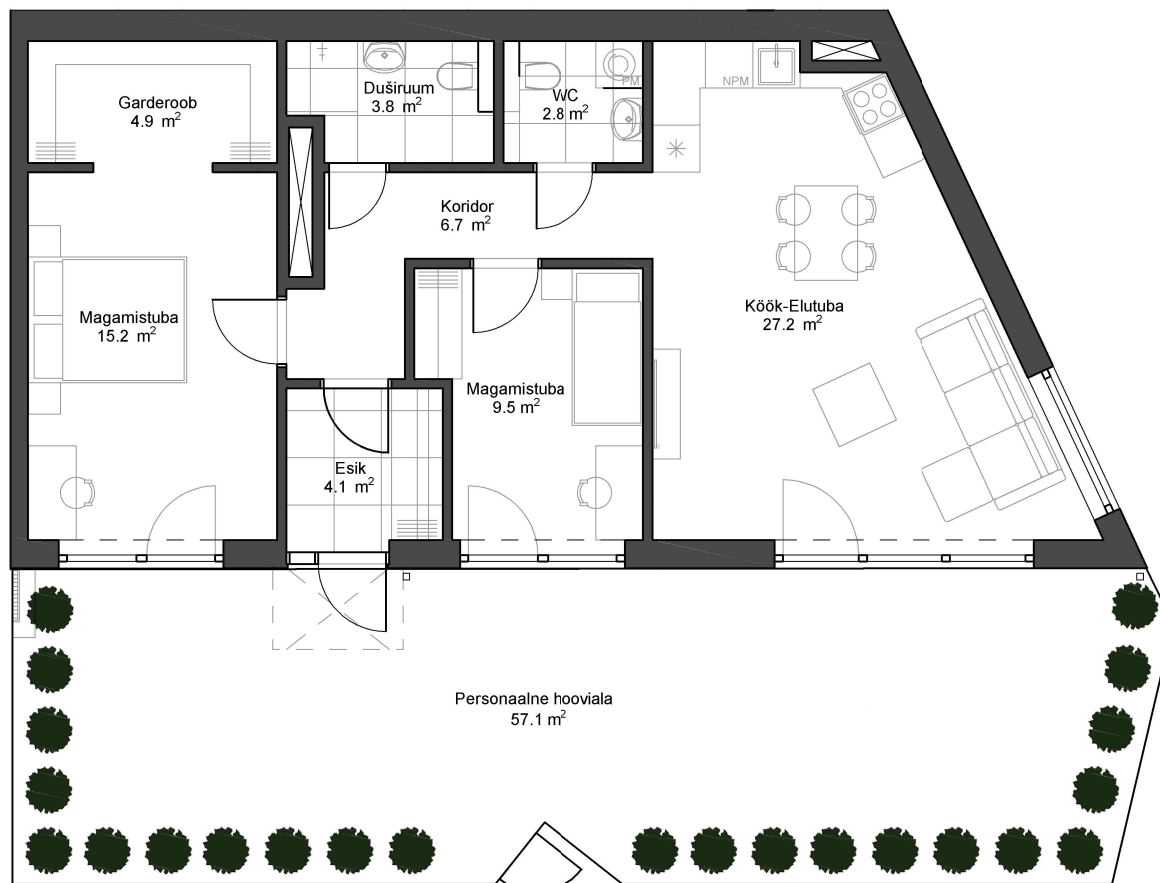 Garderoob
4.9 m²
Duširuum
3.8 m²
WC
2.8 m²
PM
NPM
Koridor
6.7 m²
Magamistuba
15.2 m²
Köök-Elutuba
27.2 m²
Magamistuba
9.5 m²
Esik
4.1 m²
Personaalne hooviala
57.1 m²